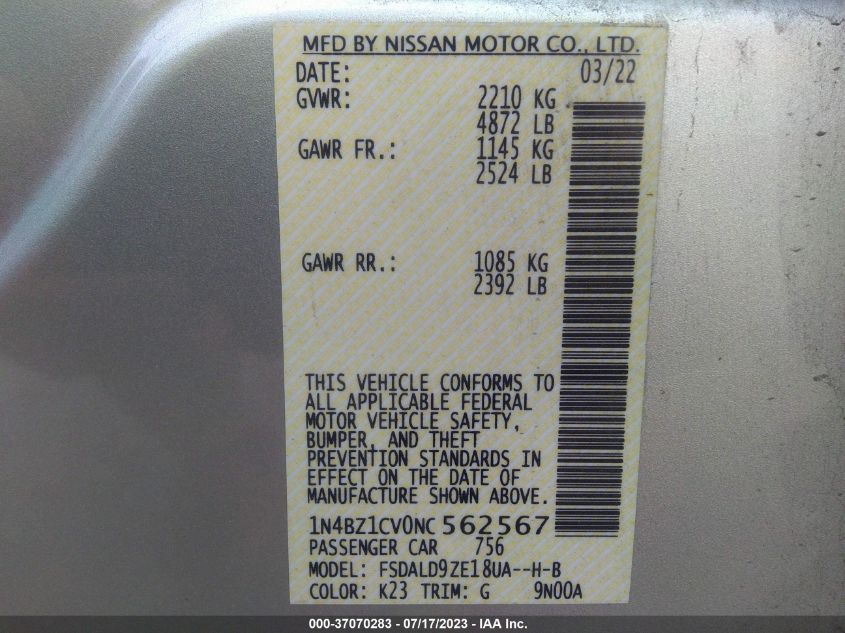 MFD BY NISSAN MOTOR CO., LTD.
DATE: 03/22
GVWR: 2210 KG
4872 LB
GAWR FR.: 1145 KG
2524 LB
GAWR RR.: 1085 KG
2392 LB
THIS VEHICLE CONFORMS TO
ALL APPLICABLE FEDERAL
MOTOR VEHICLE SAFETY,
BUMPER, AND THEFT
PREVENTION STANDARDS IN
EFFECT ON THE DATE OF
MANUFACTURE SHOWN ABOVE.
1N4BZ1CV0NC562567
PASSENGER CAR 756
MODEL: FSDALD9ZE18UA--H-B
COLOR: K23 TRIM: G 9N00A
000-37070283 - 07/17/2023 - IAA Inc.